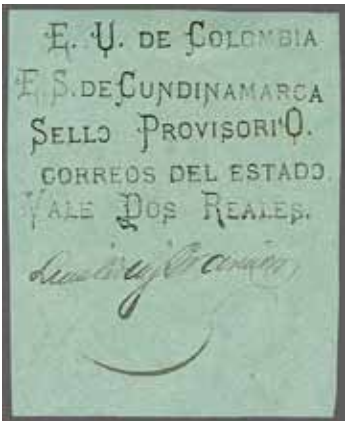 E. U. DE COLOMBIA
E. S. DE CUNDINAMARCA
SELLO PROVISORIO.
CORREOS DEL ESTADO.
VALE DOS REALES.